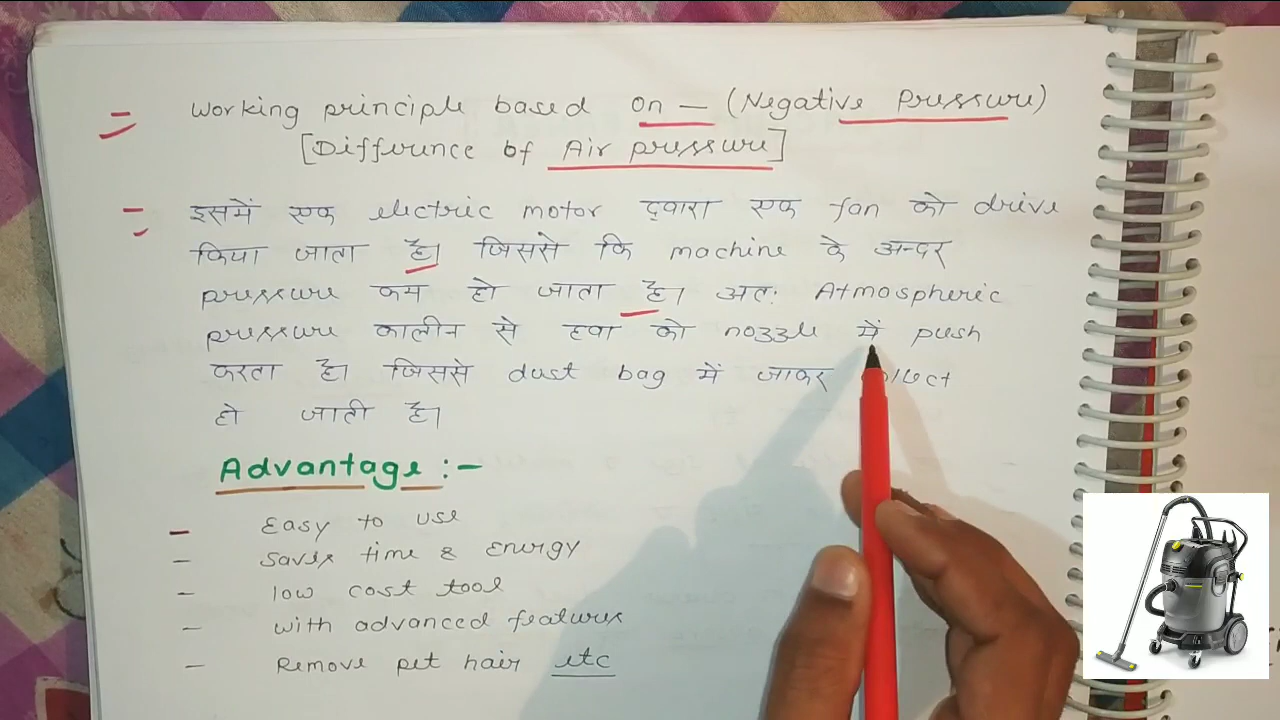 Working principle based on — (Negative Pressure)
[Difference of Air pressure]
इसमें एक electric motor द्वारा एक fan को drive
किया जाता है। जिससे कि machine के अन्दर
pressure कम हो जाता है। अतः Atmospheric
pressure कालीन से हवा को nozzle में push
करता है। जिससे dust bag में जाकर
हो जाती है।
Advantage :-
- Easy to use
- Saves time & Energy
- low cost tool
- with advanced features
- Remove pet hair etc